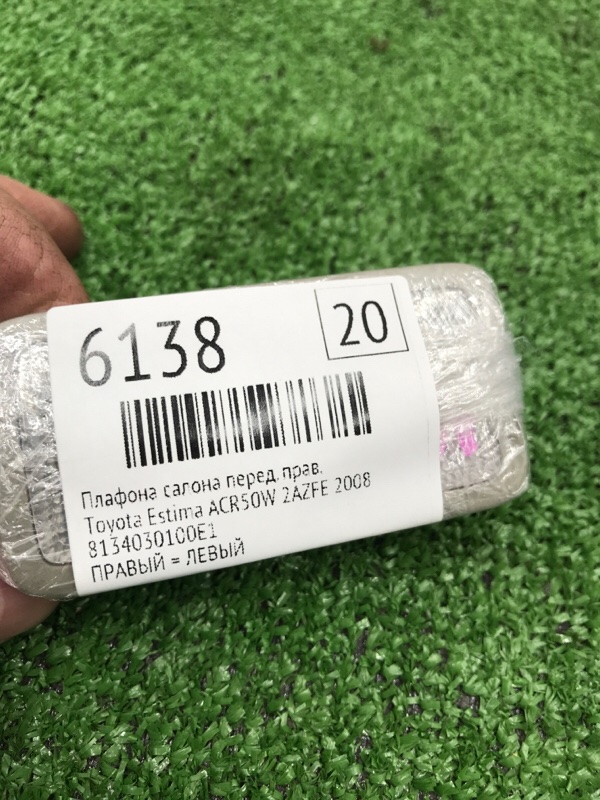 6138
20
Плафона салона перед. прав.
Toyota Estima ACR50W 2AZFE 2008
8134030100E1
ПРАВЫЙ = ЛЕВЫЙ